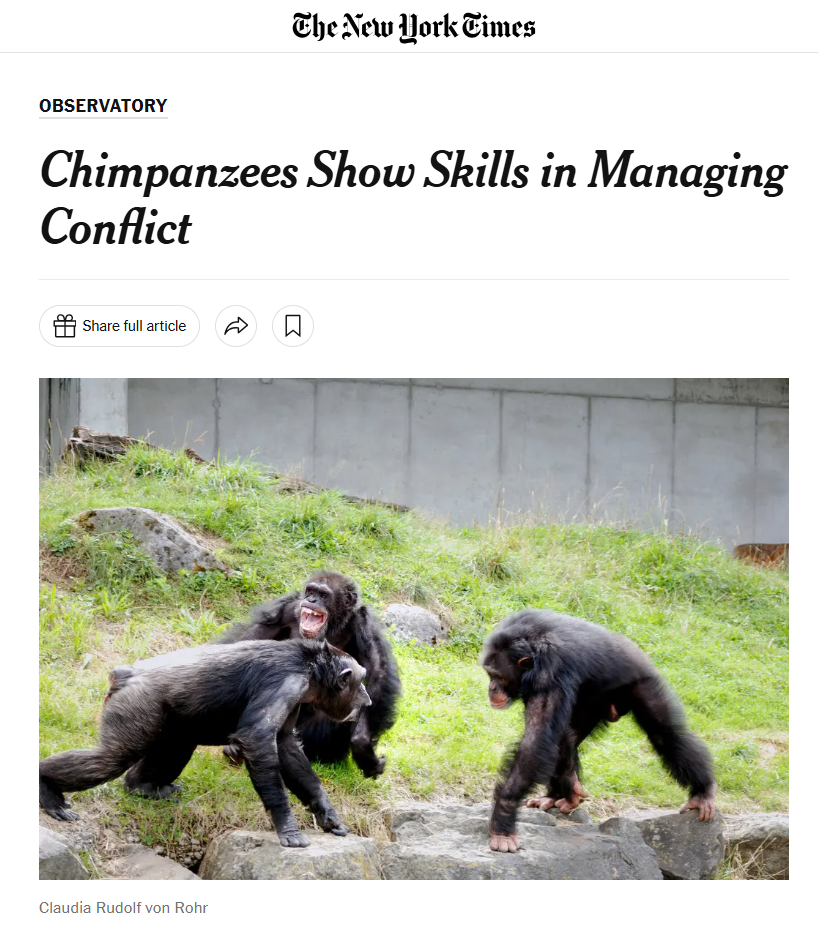 The New York Times
OBSERVATORY
Chimpanzees Show Skills in Managing
Conflict
Share full article
Claudia Rudolf von Rohr